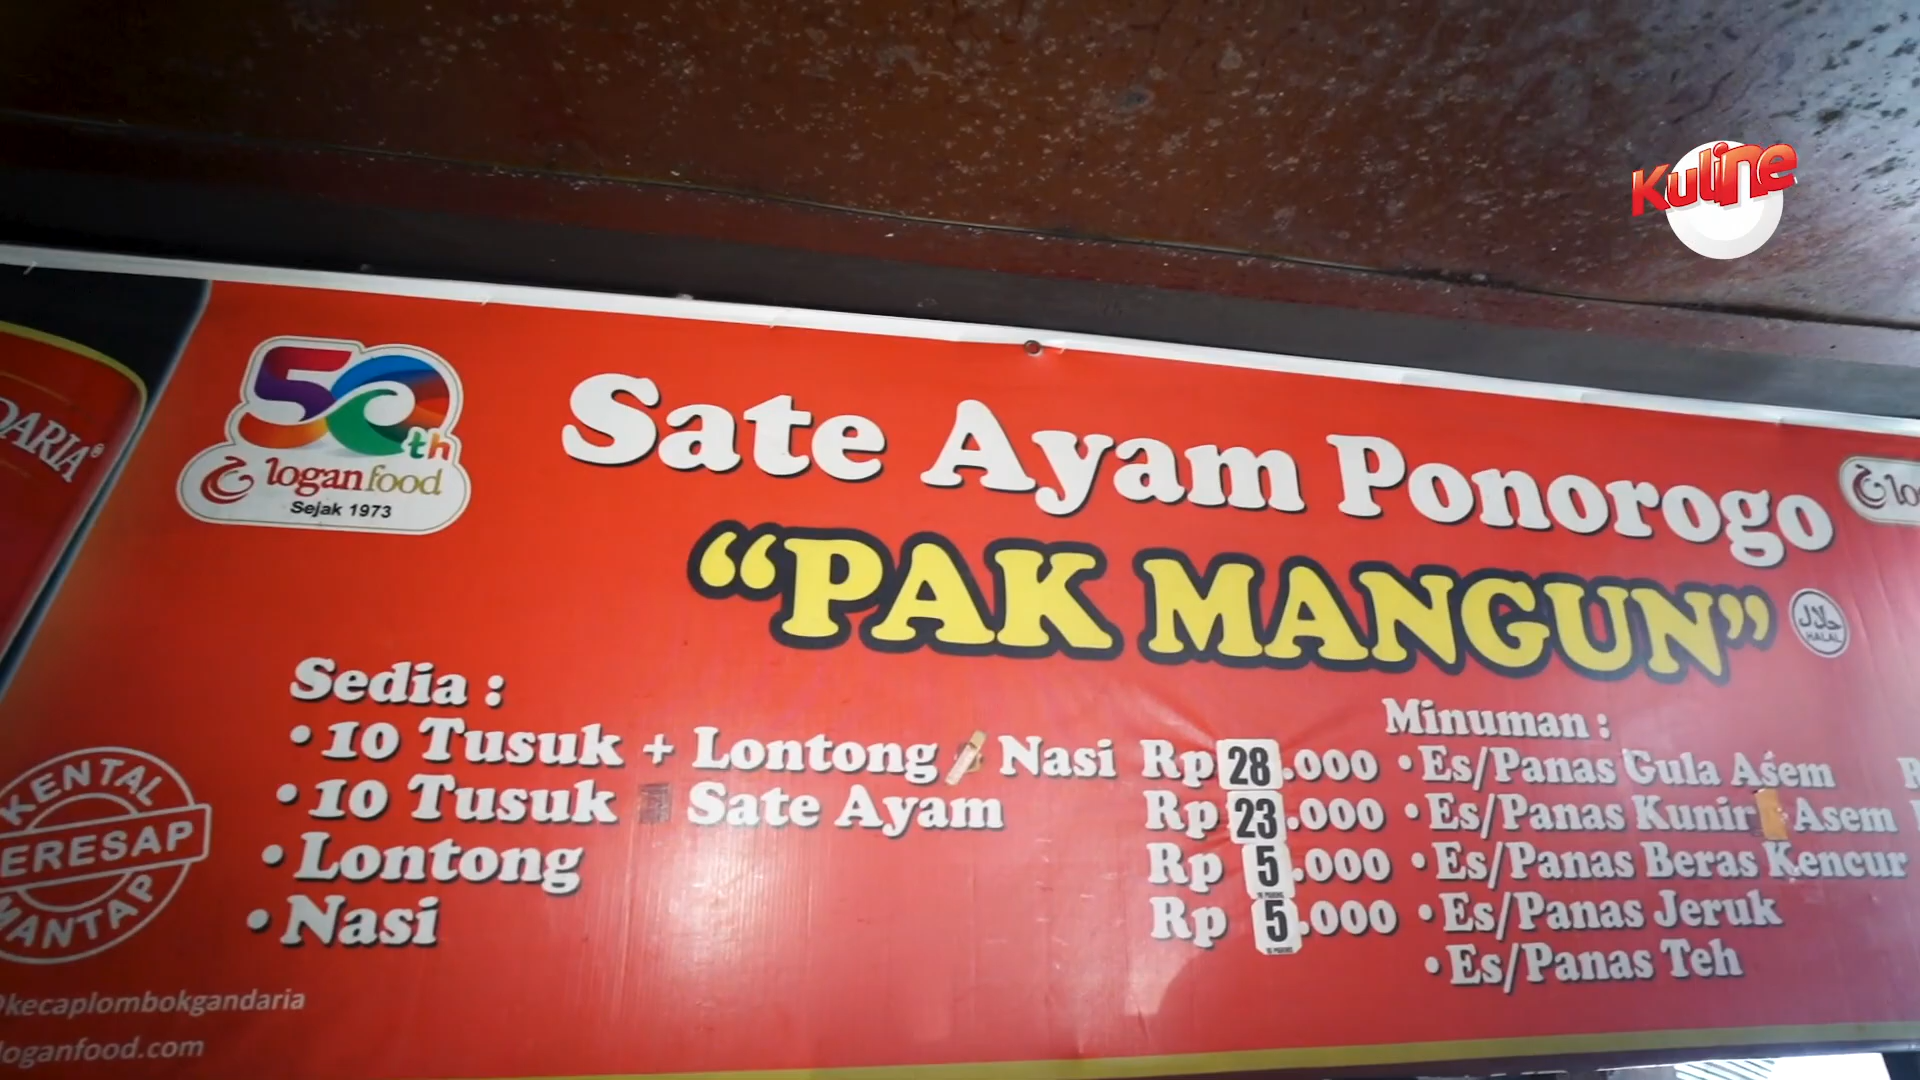 Kuline
DARIA®
50th
loganfood
Sejak 1973
Sate Ayam Ponorogo
"PAK MANGUN"
حلال
HALAL
Sedia :
• 10 Tusuk + Lontong / Nasi Rp 28.000
• 10 Tusuk Sate Ayam Rp 23.000
• Lontong Rp 5.000
• Nasi Rp 5.000
Minuman :
• Es/Panas Gula Asem
• Es/Panas Kunir Asem
• Es/Panas Beras Kencur
• Es/Panas Jeruk
• Es/Panas Teh
KENTAL
ERESAP
MANTAP
@kecaplombokgandaria
loganfood.com